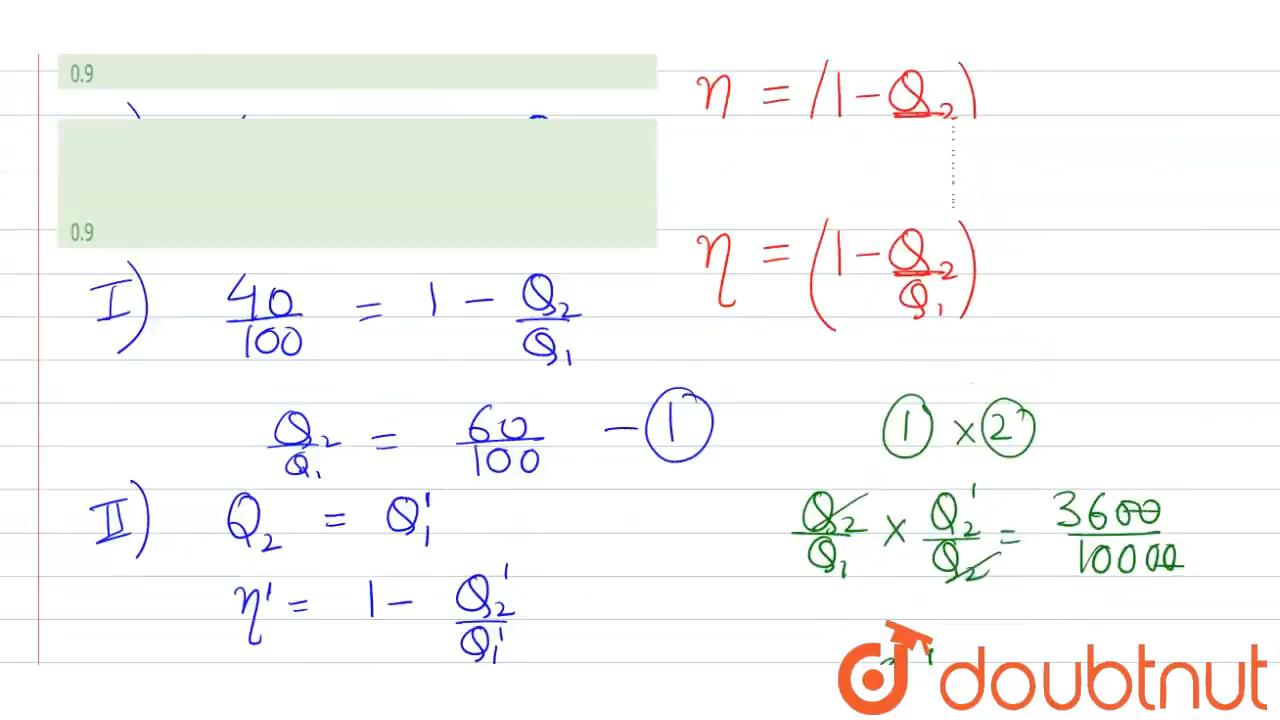 0.9
η = (1 - Q₂)
0.9
η = (1 - Q₂/Q₁)
I) 40/100 = 1 - Q₂/Q₁
Q₂/Q₁ = 60/100 - ①
① × ②
II) Q₂ = Q₁'
Q₂/Q₁ × Q₂'/Q₂ = 3600/10000
η' = 1 - Q₂'/Q₁'
doubtnut